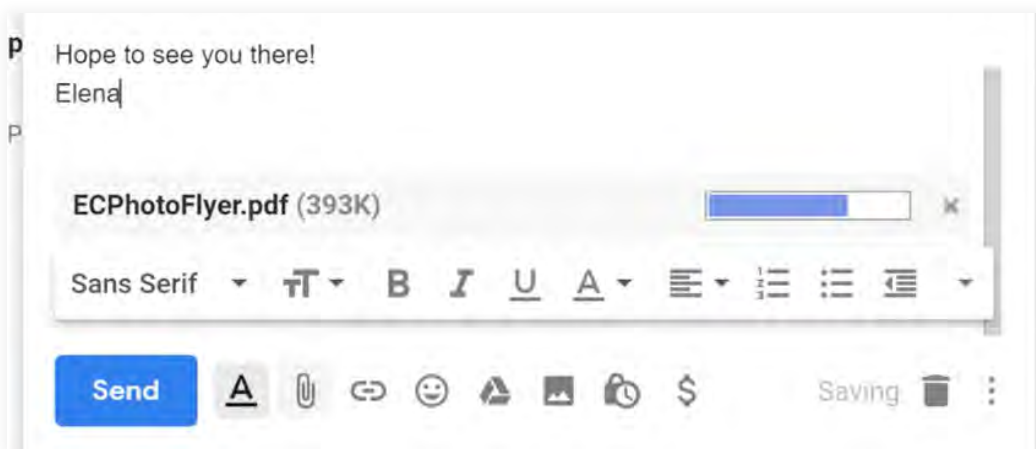 p
Hope to see you there!
Elena
P
ECPhotoFlyer.pdf (393K)
Sans Serif T B I U A
Send A $ Saving